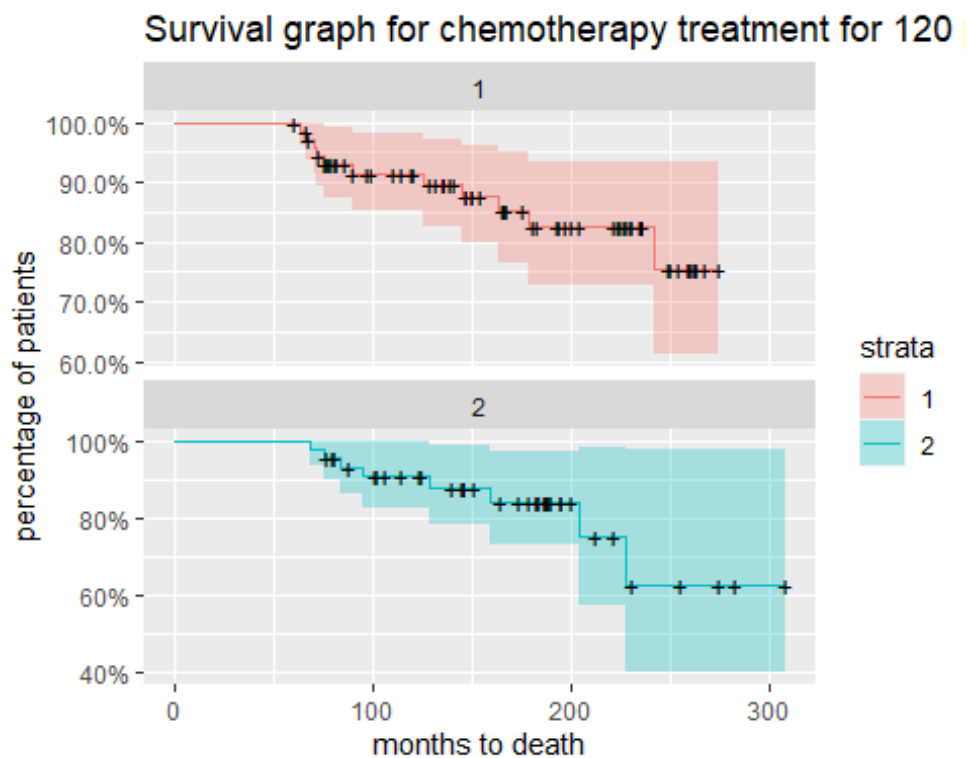 Survival graph for chemotherapy treatment for 120
1
100.0%
90.0%
80.0%
70.0%
60.0%
percentage of patients
2
100%
80%
60%
40%
0 100 200 300
months to death
strata
1
2